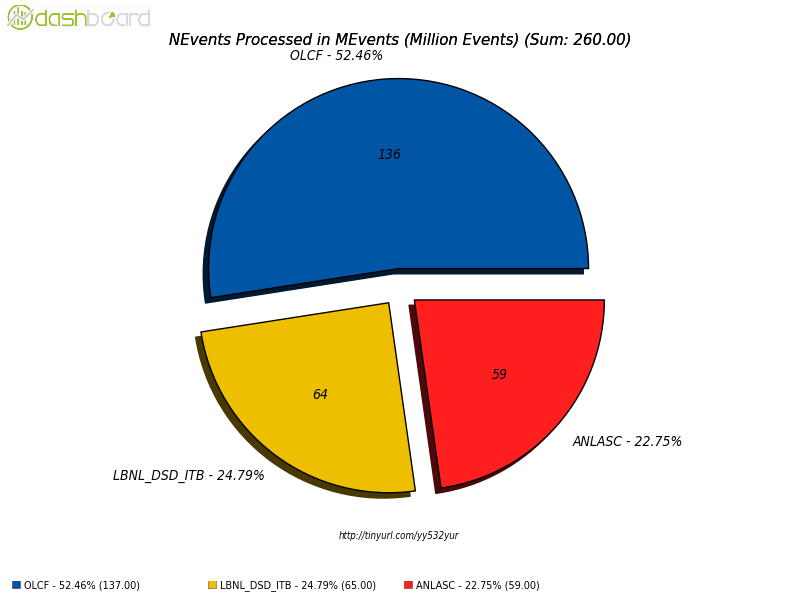 dashboard
NEvents Processed in MEvents (Million Events) (Sum: 260.00)
OLCF - 52.46%
136
64
59
ANLASC - 22.75%
LBNL_DSD_ITB - 24.79%
http://tinyurl.com/yy532yur
OLCF - 52.46% (137.00) LBNL_DSD_ITB - 24.79% (65.00) ANLASC - 22.75% (59.00)